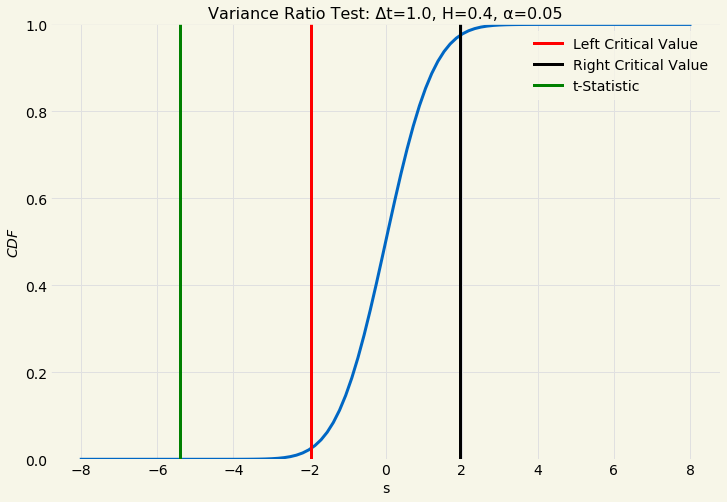 Variance Ratio Test: Δt=1.0, H=0.4, α=0.05
Left Critical Value
Right Critical Value
t-Statistic
CDF
1.0
0.8
0.6
0.4
0.2
0.0
−8 −6 −4 −2 0 2 4 6 8
s